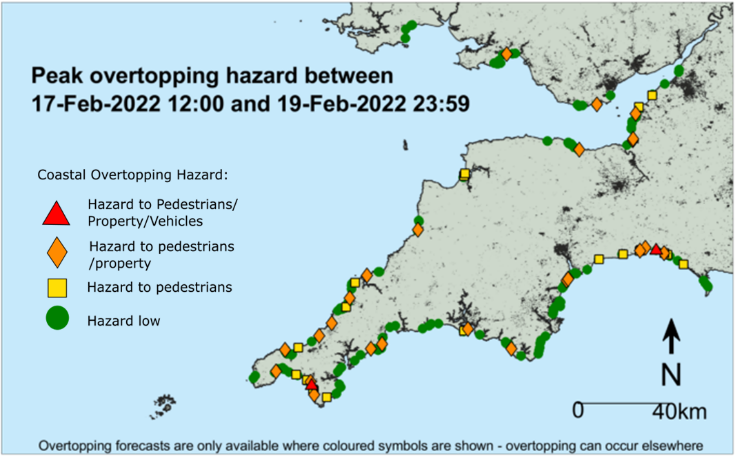 Peak overtopping hazard between
17-Feb-2022 12:00 and 19-Feb-2022 23:59
Coastal Overtopping Hazard:
Hazard to Pedestrians/
Property/Vehicles
Hazard to pedestrians
/property
Hazard to pedestrians
Hazard low
N
0 40km
Overtopping forecasts are only available where coloured symbols are shown - overtopping can occur elsewhere